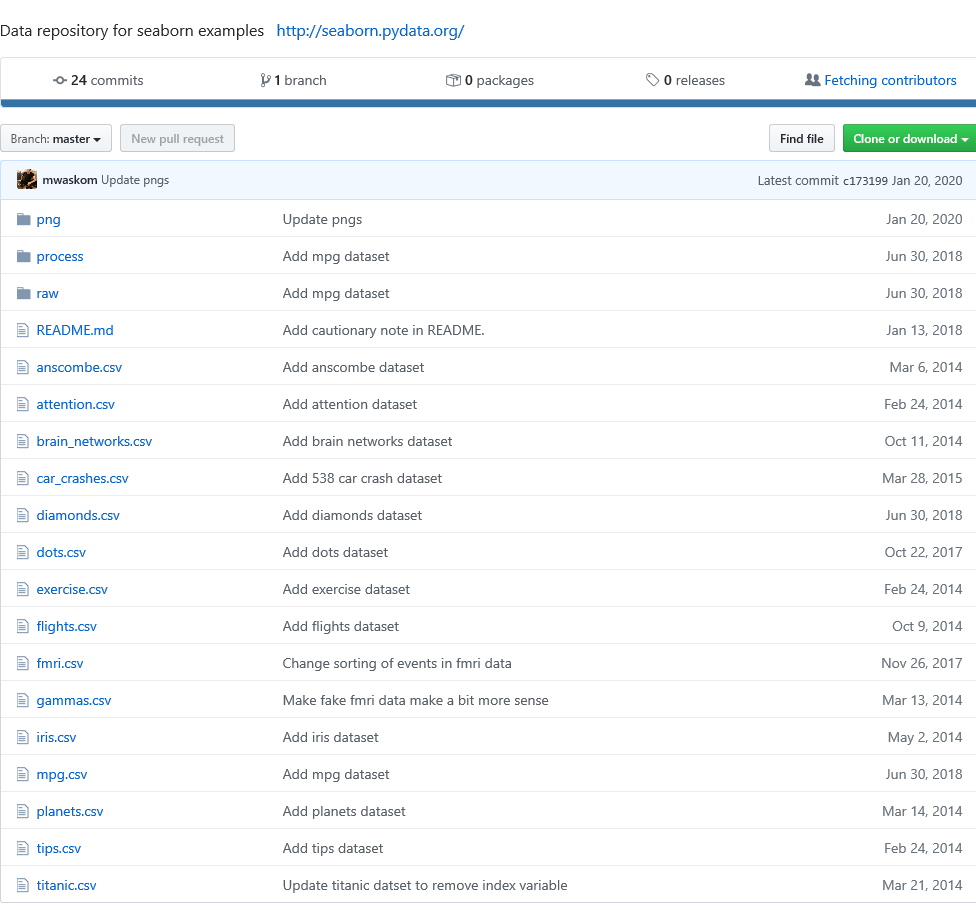 Data repository for seaborn examples http://seaborn.pydata.org/
24 commits 1 branch 0 packages 0 releases Fetching contributors
Branch: master New pull request Find file Clone or download
mwaskom Update pngs Latest commit c173199 Jan 20, 2020
png Update pngs Jan 20, 2020
process Add mpg dataset Jun 30, 2018
raw Add mpg dataset Jun 30, 2018
README.md Add cautionary note in README. Jan 13, 2018
anscombe.csv Add anscombe dataset Mar 6, 2014
attention.csv Add attention dataset Feb 24, 2014
brain_networks.csv Add brain networks dataset Oct 11, 2014
car_crashes.csv Add 538 car crash dataset Mar 28, 2015
diamonds.csv Add diamonds dataset Jun 30, 2018
dots.csv Add dots dataset Oct 22, 2017
exercise.csv Add exercise dataset Feb 24, 2014
flights.csv Add flights dataset Oct 9, 2014
fmri.csv Change sorting of events in fmri data Nov 26, 2017
gammas.csv Make fake fmri data make a bit more sense Mar 13, 2014
iris.csv Add iris dataset May 2, 2014
mpg.csv Add mpg dataset Jun 30, 2018
planets.csv Add planets dataset Mar 14, 2014
tips.csv Add tips dataset Feb 24, 2014
titanic.csv Update titanic datset to remove index variable Mar 21, 2014